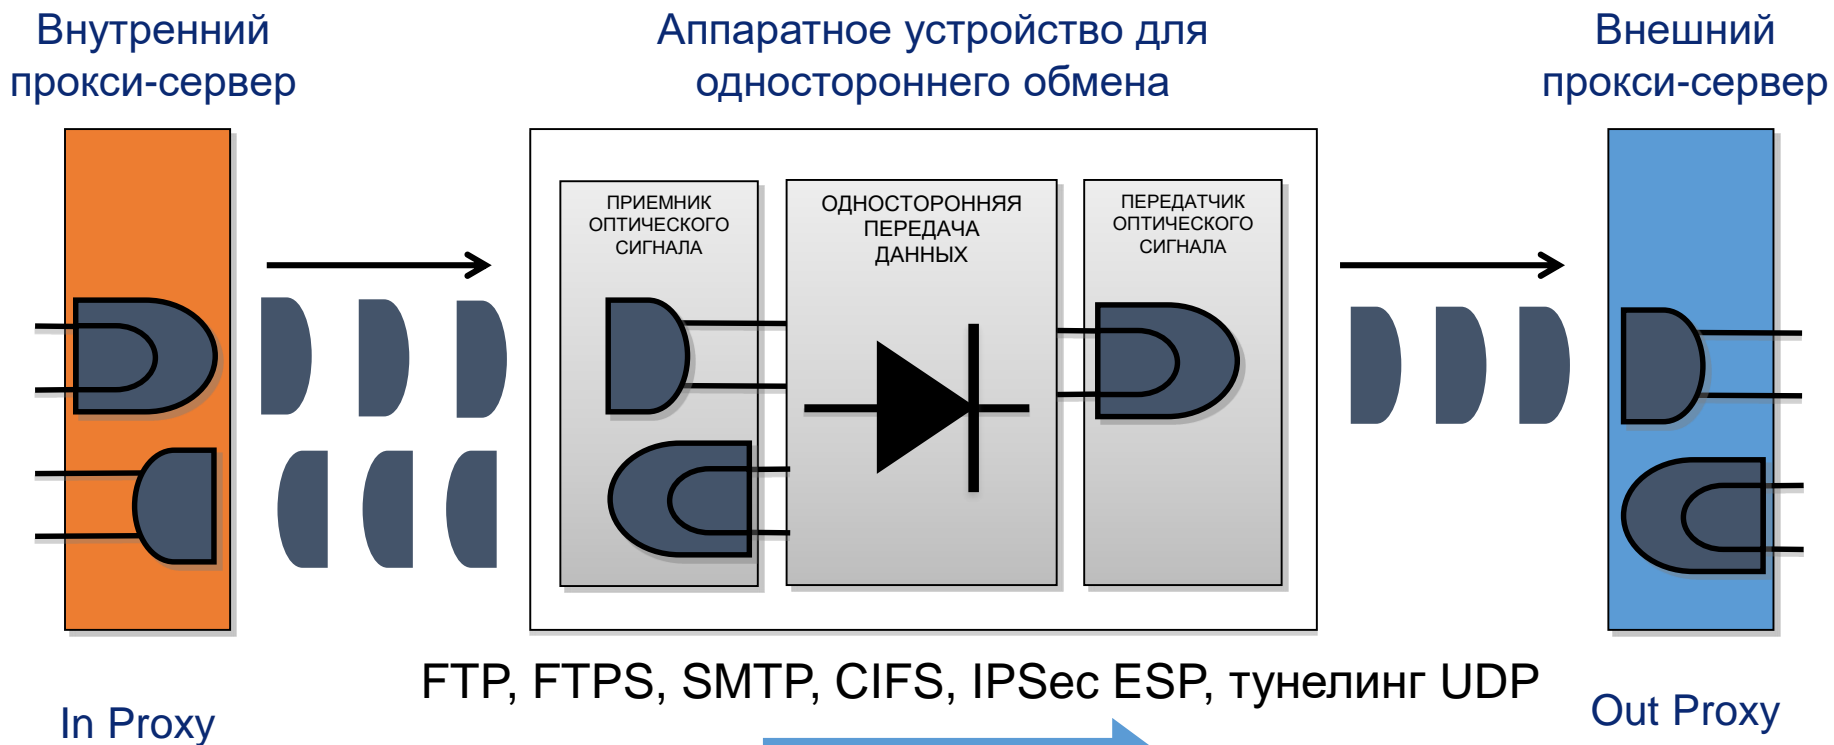 Внутренний
прокси-сервер
Аппаратное устройство для
одностороннего обмена
Внешний
прокси-сервер
ПРИЕМНИК
ОПТИЧЕСКОГО
СИГНАЛА
ОДНОСТОРОННЯЯ
ПЕРЕДАЧА
ДАННЫХ
ПЕРЕДАТЧИК
ОПТИЧЕСКОГО
СИГНАЛА
FTP, FTPS, SMTP, CIFS, IPSec ESP, тунелинг UDP
In Proxy
Out Proxy